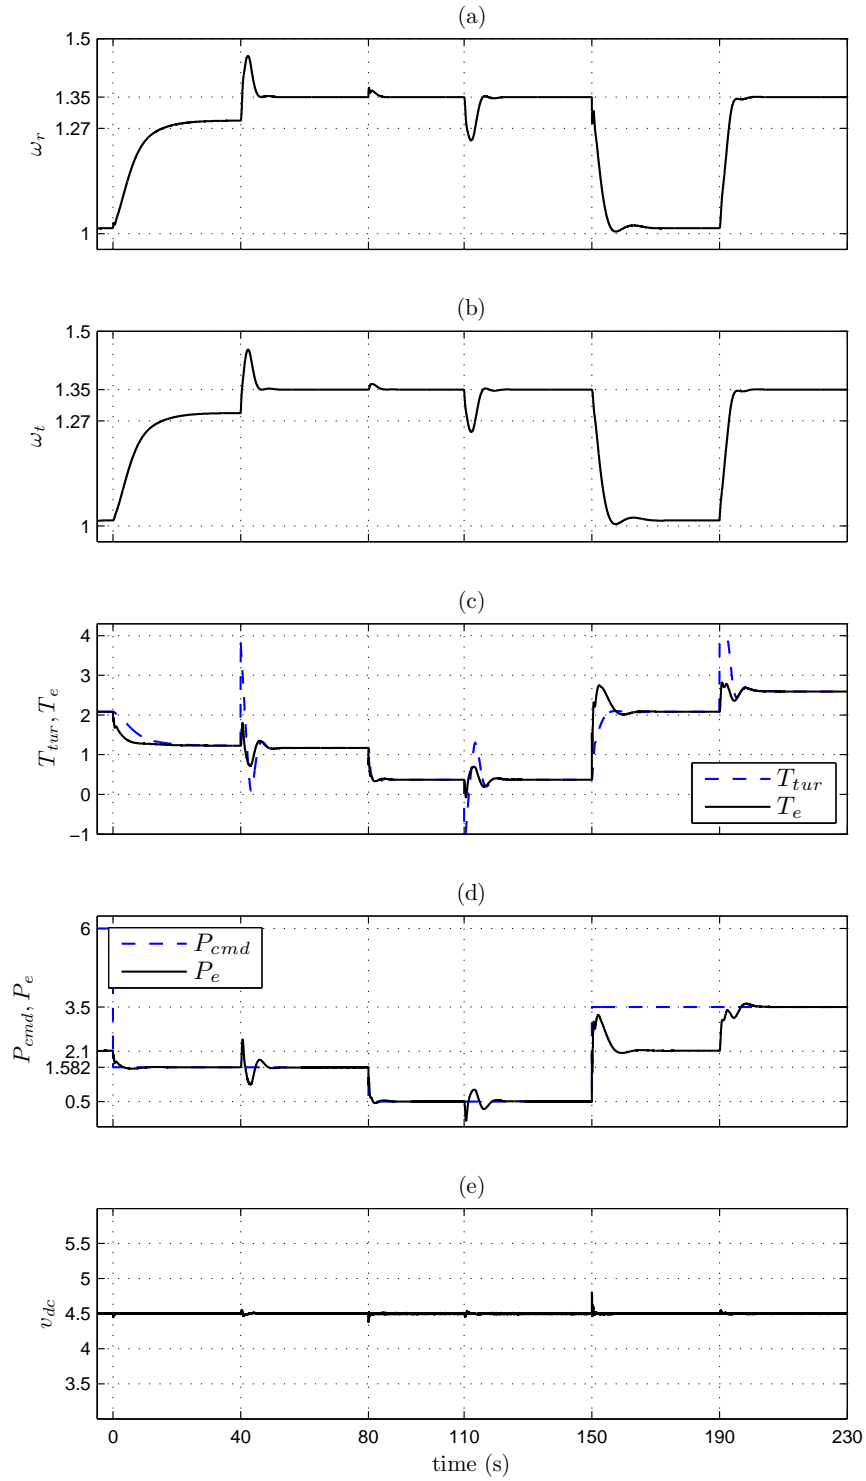 (a)
1.5
1.35
1.27
1
ω_r
(b)
1.5
1.35
1.27
1
ω_t
(c)
4
3
2
1
0
−1
T_tur, T_e
T_tur
T_e
(d)
6
3.5
2.1
1.582
0.5
P_cmd, P_e
P_cmd
P_e
(e)
5.5
5
4.5
4
3.5
v_dc
0 40 80 110 150 190 230
time (s)